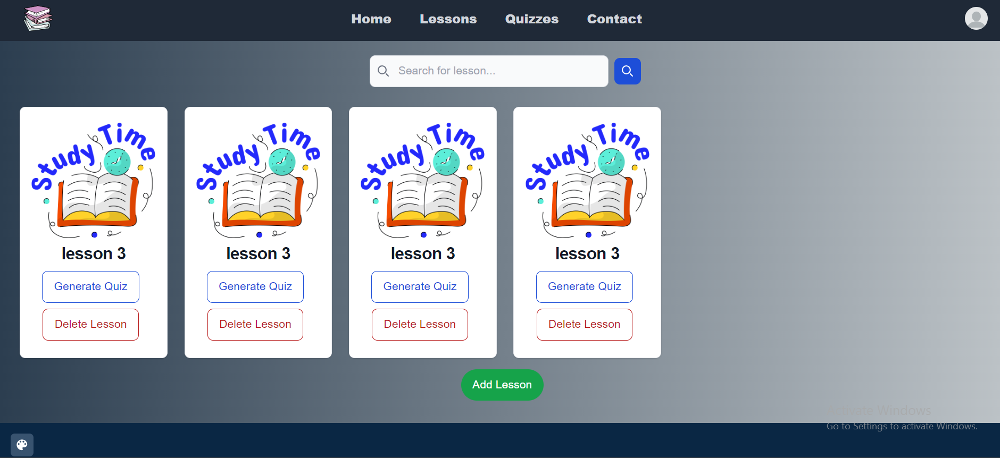 Home Lessons Quizzes Contact
Search for lesson...
Study Time Study Time Study Time Study Time
lesson 3 lesson 3 lesson 3 lesson 3
Generate Quiz Generate Quiz Generate Quiz Generate Quiz
Delete Lesson Delete Lesson Delete Lesson Delete Lesson
Add Lesson
Activate Windows
Go to Settings to activate Windows.